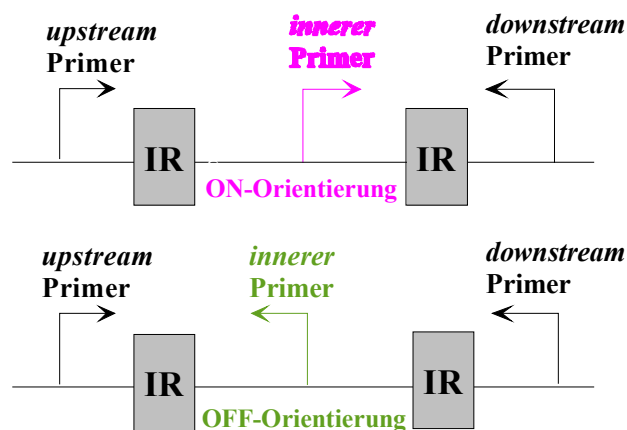 upstream Primer
innerer Primer
downstream Primer
IR
IR
ON-Orientierung
upstream Primer
innerer Primer
downstream Primer
IR
IR
OFF-Orientierung